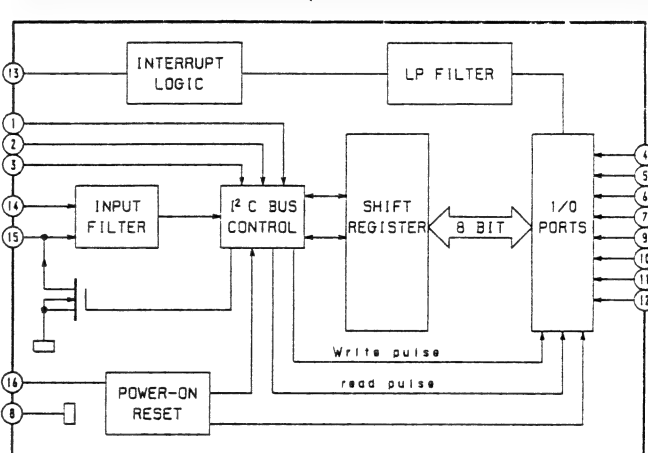 13
INTERRUPT
LOGIC
LP FILTER
1
2
3
14
15
INPUT
FILTER
I² C BUS
CONTROL
SHIFT
REGISTER
8 BIT
I/O
PORTS
4
5
6
7
9
10
11
12
Write pulse
read pulse
16
8
POWER-ON
RESET